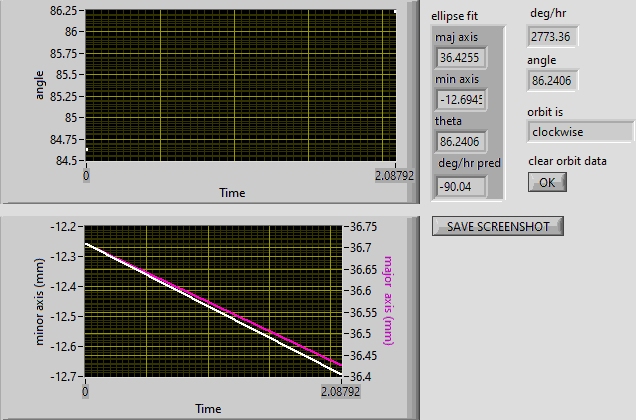 86.25
86
85.75
85.5
85.25
85
84.75
84.5
angle
0
2.08792
Time
ellipse fit
maj axis
36.4255
min axis
-12.6945
theta
86.2406
deg/hr pred
-90.04
deg/hr
2773.36
angle
86.2406
orbit is
clockwise
clear orbit data
OK
SAVE SCREENSHOT
-12.2
-12.3
-12.4
-12.5
-12.6
-12.7
minor axis (mm)
36.75
36.7
36.65
36.6
36.55
36.5
36.45
36.4
major axis (mm)
0
2.08792
Time